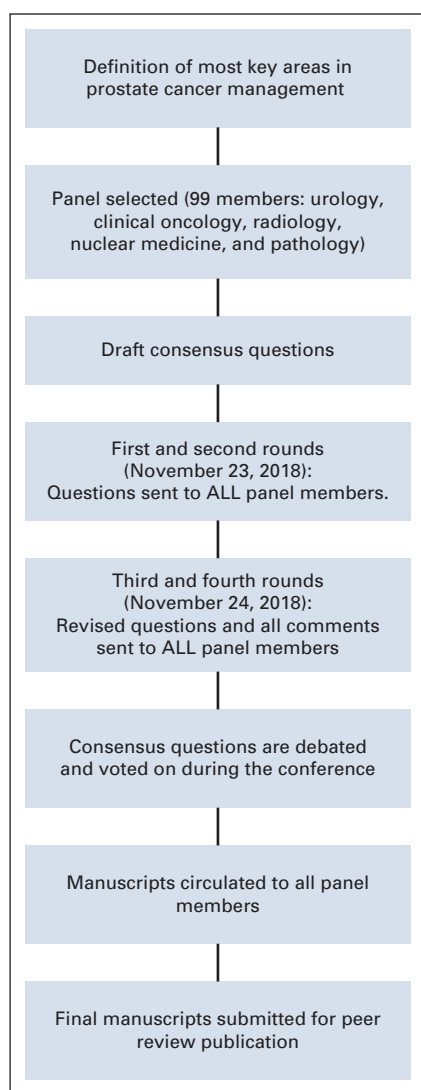 Definition of most key areas in
prostate cancer management
Panel selected (99 members: urology,
clinical oncology, radiology,
nuclear medicine, and pathology)
Draft consensus questions
First and second rounds
(November 23, 2018):
Questions sent to ALL panel members.
Third and fourth rounds
(November 24, 2018):
Revised questions and all comments
sent to ALL panel members
Consensus questions are debated
and voted on during the conference
Manuscripts circulated to all panel
members
Final manuscripts submitted for peer
review publication